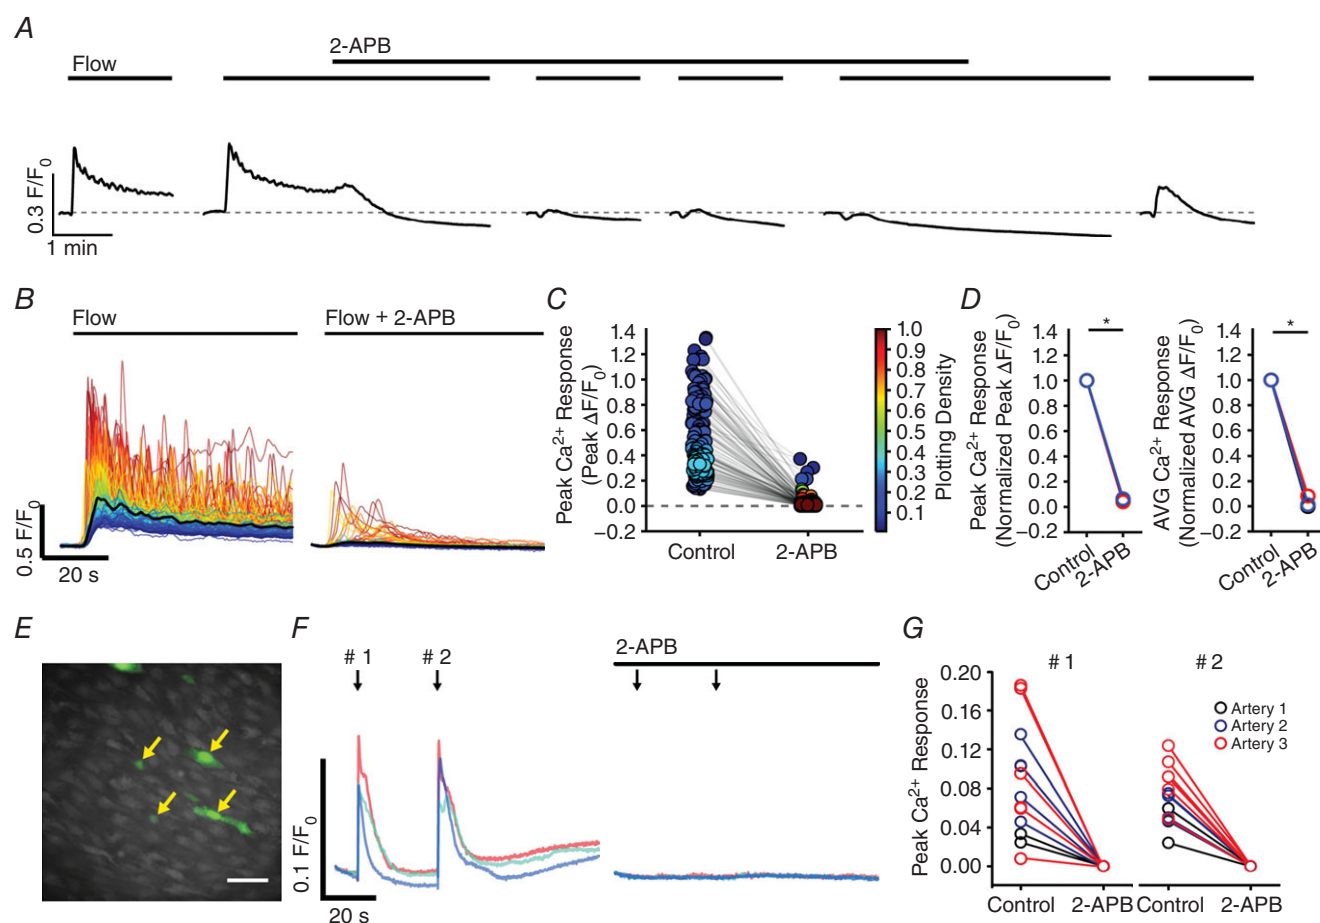 A
2-APB
Flow
0.3 F/F0
1 min
B
Flow
Flow + 2-APB
0.5 F/F0
20 s
C
Peak Ca2+ Response
(Peak ΔF/F0)
1.4
1.2
1.0
0.8
0.6
0.4
0.2
0.0
−0.2
Control
2-APB
1.0
0.9
0.8
0.7
0.6
0.5
0.4
0.3
0.2
0.1
Plotting Density
D
Peak Ca2+ Response
(Normalized Peak ΔF/F0)
1.4
1.2
1.0
0.8
0.6
0.4
0.2
0.0
−0.2
*
Control
2-APB
AVG Ca2+ Response
(Normalized AVG ΔF/F0)
1.4
1.2
1.0
0.8
0.6
0.4
0.2
0.0
−0.2
*
Control
2-APB
E
F
# 1
# 2
2-APB
0.1 F/F0
20 s
G
Peak Ca2+ Response
0.20
0.16
0.12
0.08
0.04
0.00
# 1
# 2
Artery 1
Artery 2
Artery 3
Control
2-APB
Control
2-APB